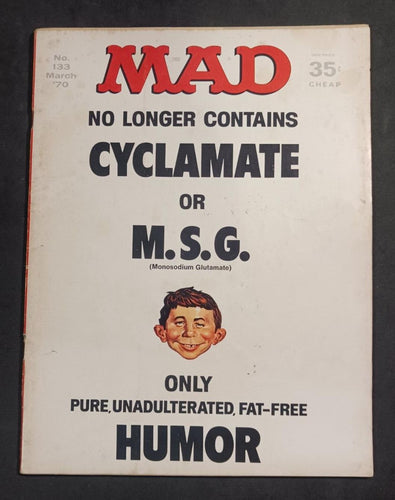 No.
133
March
'70
MAD
35¢
CHEAP
NO LONGER CONTAINS
CYCLAMATE
OR
M.S.G.
(Monosodium Glutamate)
ONLY
PURE, UNADULTERATED, FAT-FREE
HUMOR